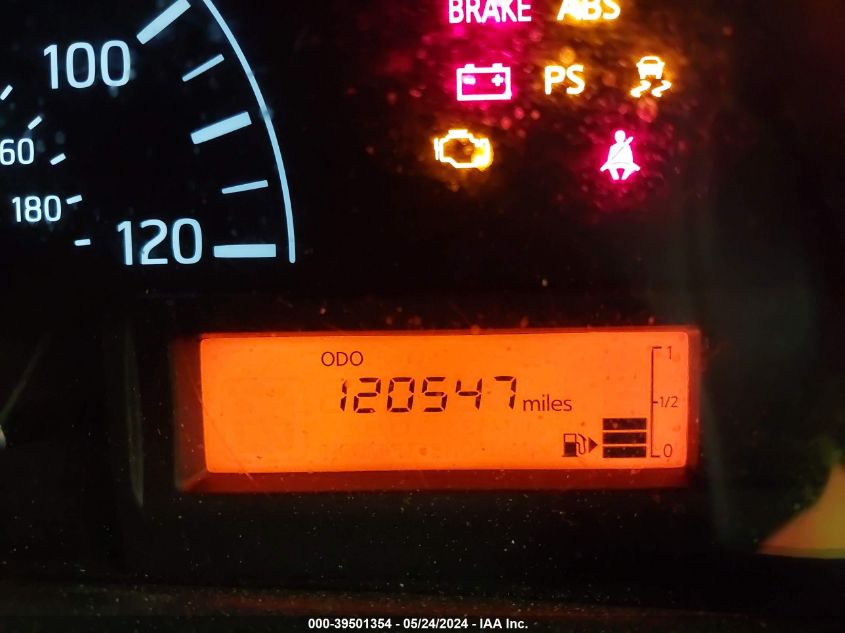 BRAKE ABS
100
PS
60
180
120
ODO
120547 miles
1
1/2
0
000-39501354 - 05/24/2024 - IAA Inc.